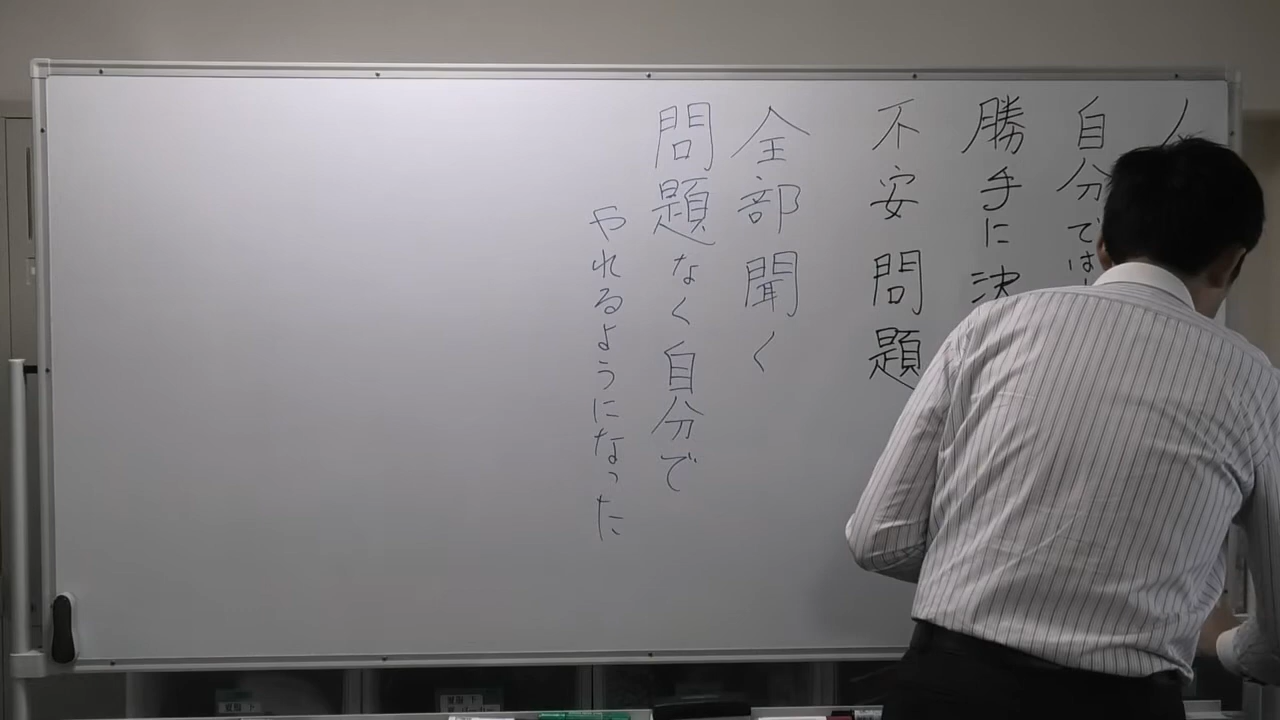 自分では
勝手に決
不安問題
全部聞く
問題なく自分で
やれるようになった